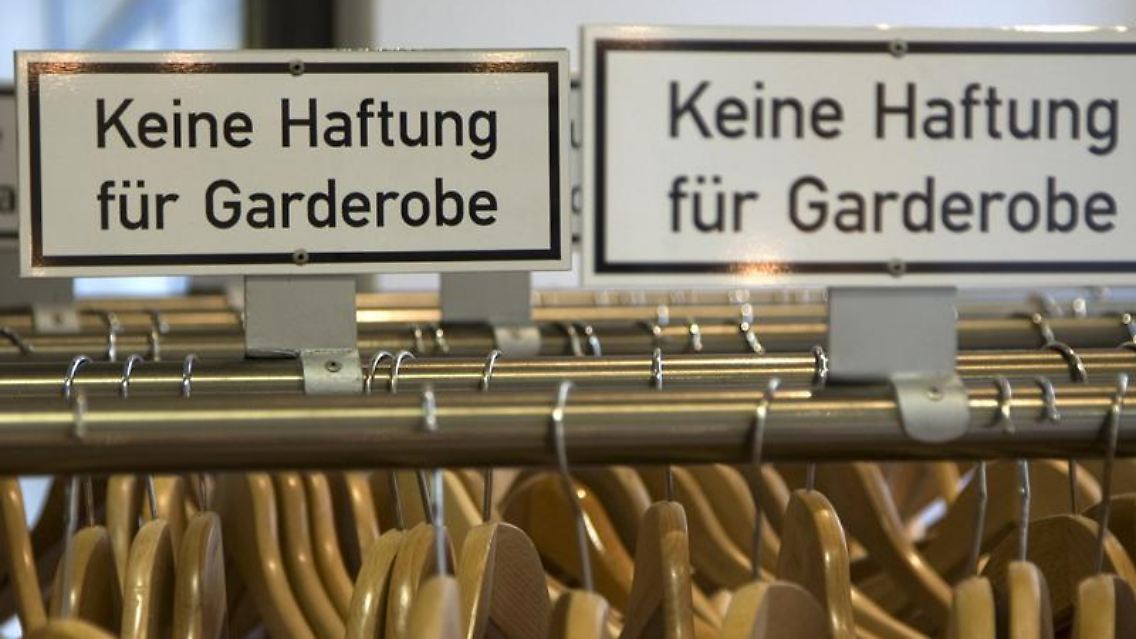 Keine Haftung
für Garderobe
Keine Haftung
für Garderobe